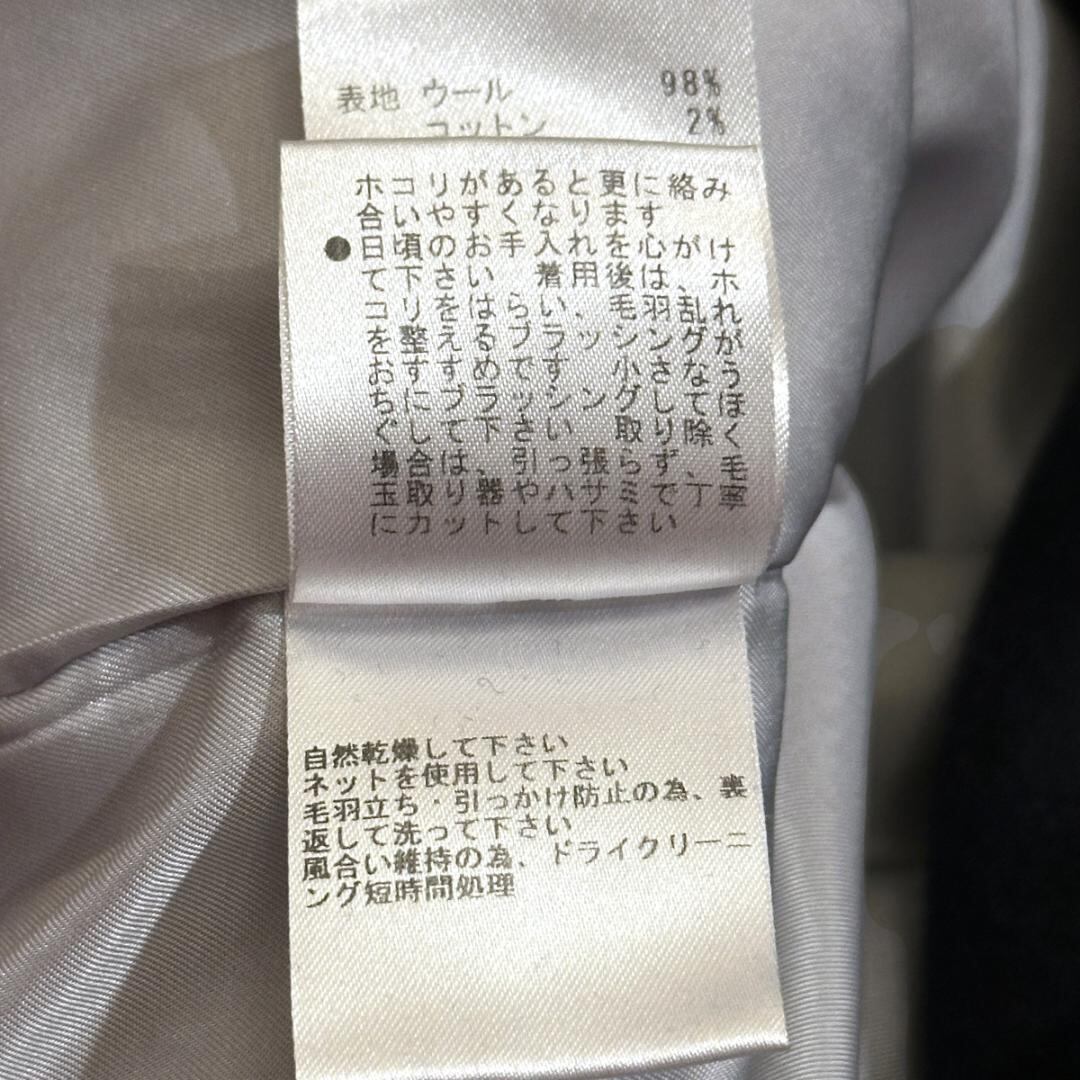 表地 ウール 98%
コットン 2%
ホコリがあると更に絡み
合いやすくなります
●日頃のお手入れを心がけ
て下さい 着用後は、ホ
コリをはらい、毛羽乱れ
を整えるブラッシングが
おすすめです 小さなう
ちにブラッシングしてほ
ぐして下さい 取り除く
場合は、引っ張らず、毛
玉取り器やハサミで丁寧
にカットして下さい
自然乾燥して下さい
ネットを使用して下さい
毛羽立ち・引っかけ防止の為、裏
返して洗って下さい
風合い維持の為、ドライクリーニ
ング短時間処理